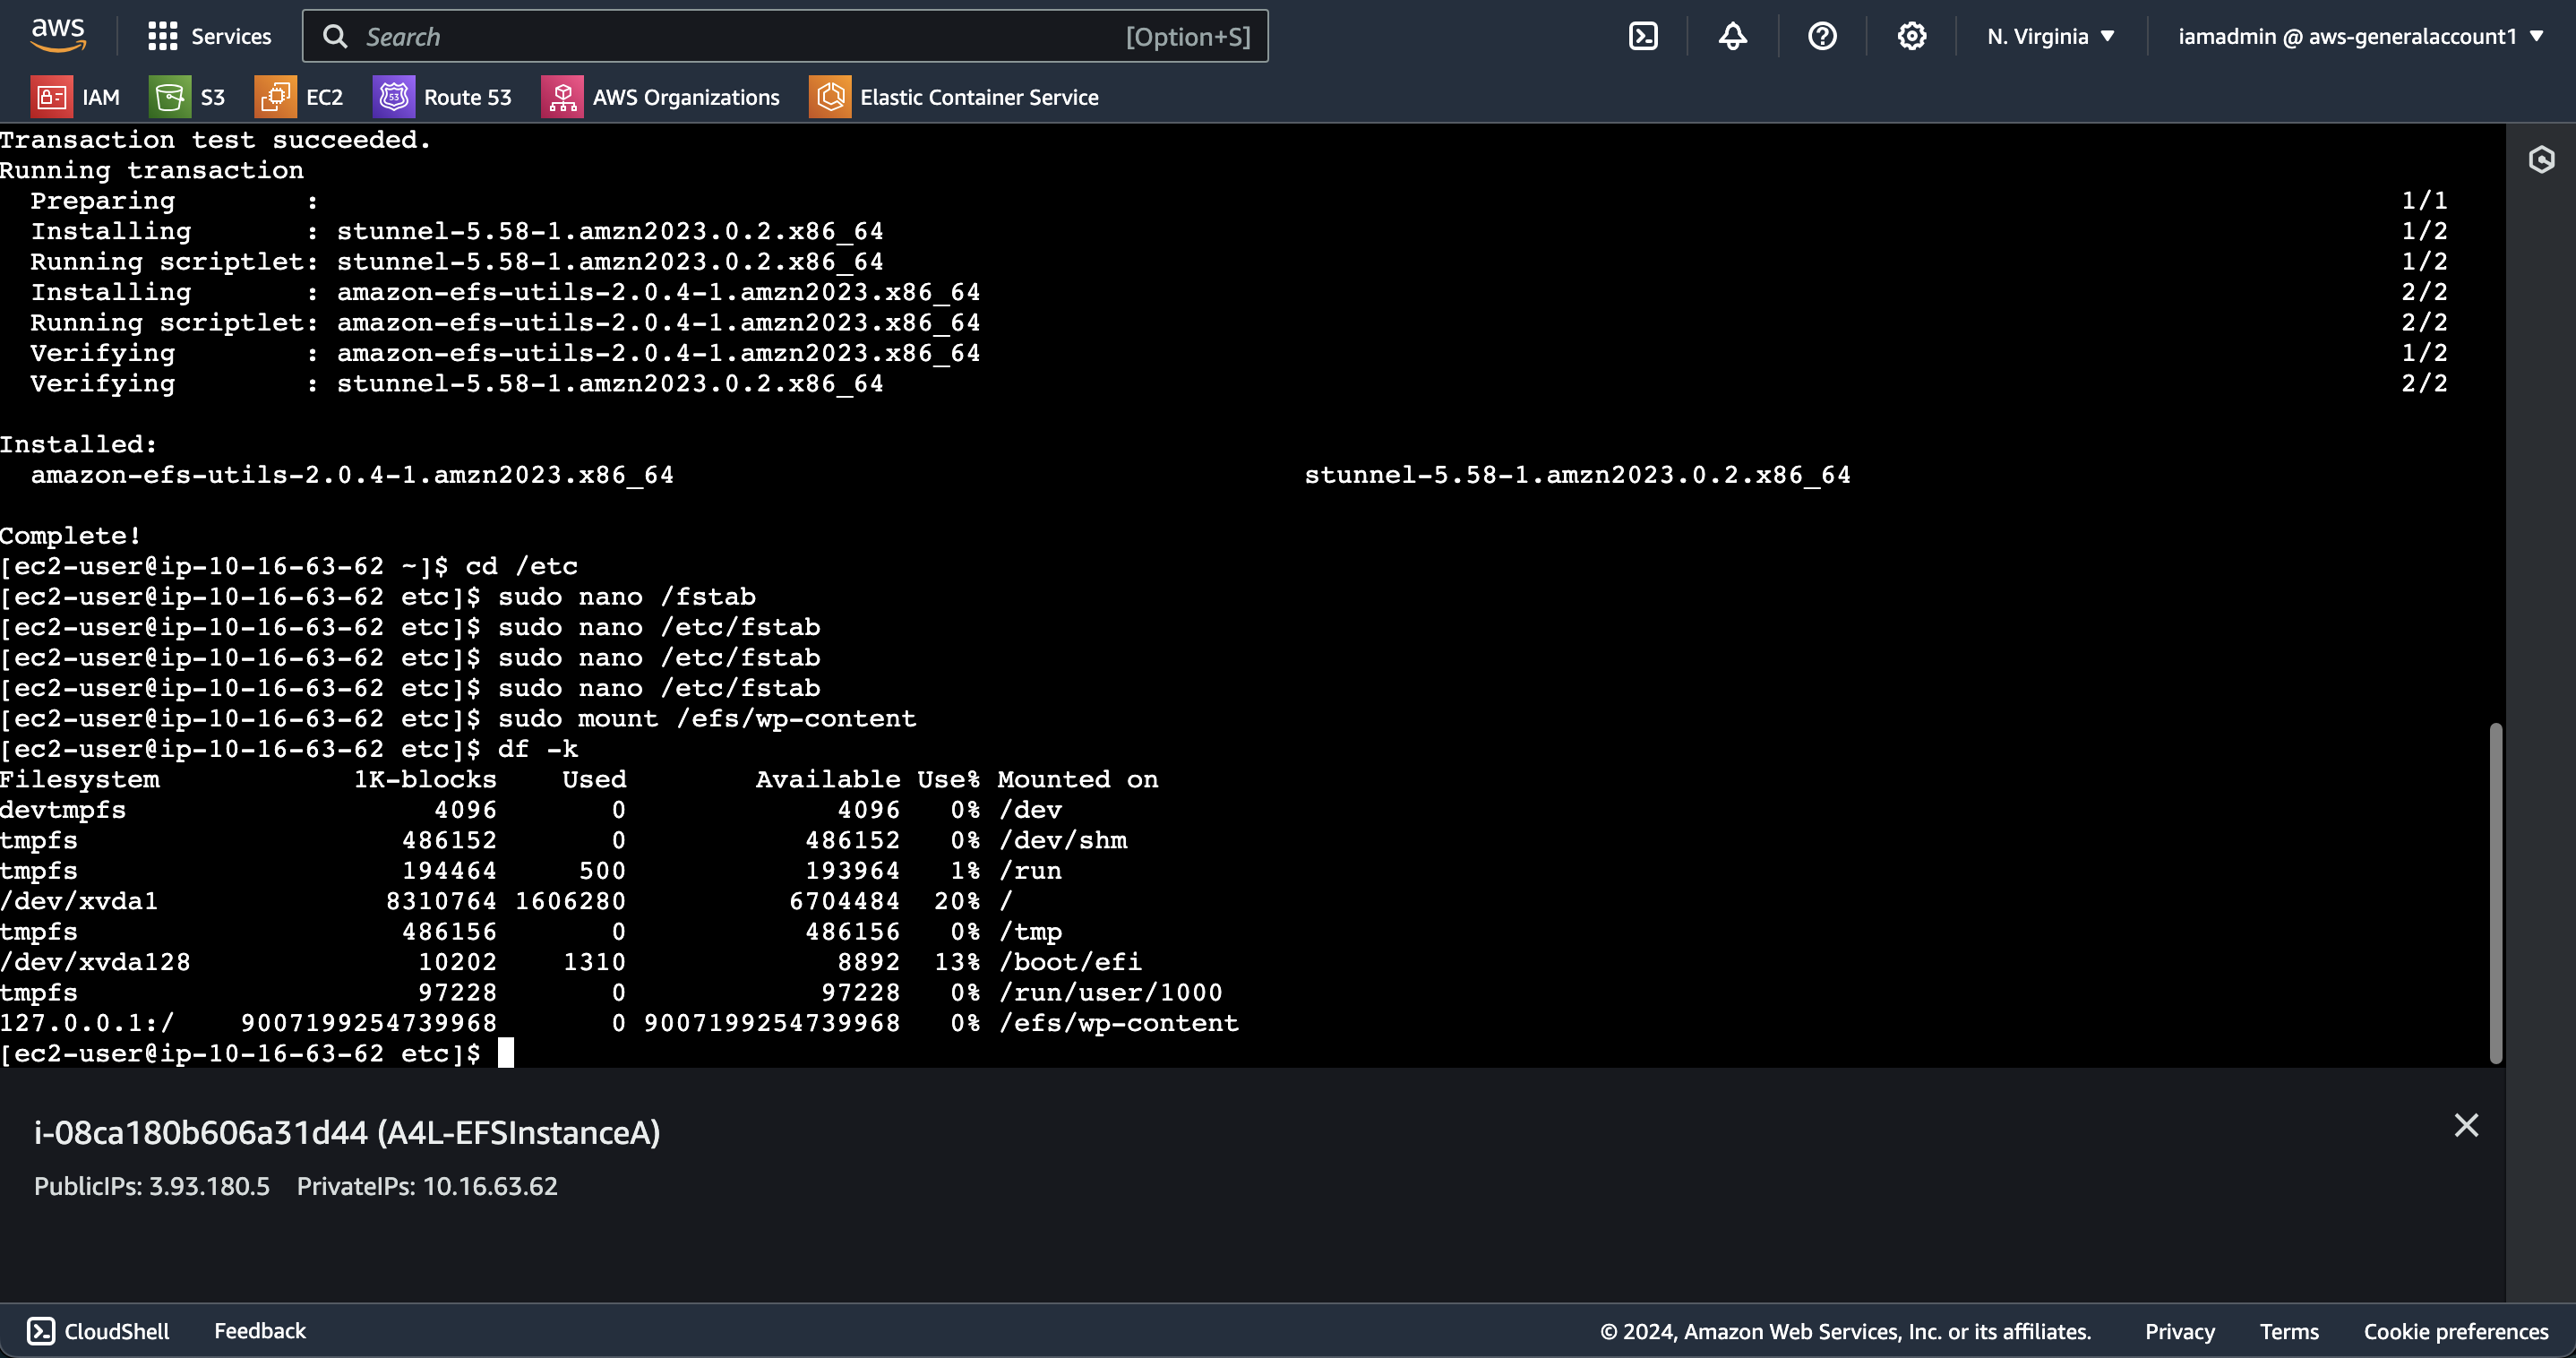 aws Services Search [Option+S] N. Virginia ▼ iamadmin @ aws-generalaccount1 ▼
IAM S3 EC2 Route 53 AWS Organizations Elastic Container Service
Transaction test succeeded.
Running transaction
  Preparing        :                                                        1/1
  Installing       : stunnel-5.58-1.amzn2023.0.2.x86_64                     1/2
  Running scriptlet: stunnel-5.58-1.amzn2023.0.2.x86_64                     1/2
  Installing       : amazon-efs-utils-2.0.4-1.amzn2023.x86_64               2/2
  Running scriptlet: amazon-efs-utils-2.0.4-1.amzn2023.x86_64               2/2
  Verifying        : amazon-efs-utils-2.0.4-1.amzn2023.x86_64               1/2
  Verifying        : stunnel-5.58-1.amzn2023.0.2.x86_64                     2/2
Installed:
  amazon-efs-utils-2.0.4-1.amzn2023.x86_64          stunnel-5.58-1.amzn2023.0.2.x86_64
Complete!
[ec2-user@ip-10-16-63-62 ~]$ cd /etc
[ec2-user@ip-10-16-63-62 etc]$ sudo nano /fstab
[ec2-user@ip-10-16-63-62 etc]$ sudo nano /etc/fstab
[ec2-user@ip-10-16-63-62 etc]$ sudo nano /etc/fstab
[ec2-user@ip-10-16-63-62 etc]$ sudo nano /etc/fstab
[ec2-user@ip-10-16-63-62 etc]$ sudo mount /efs/wp-content
[ec2-user@ip-10-16-63-62 etc]$ df -k
Filesystem            1K-blocks    Used        Available Use% Mounted on
devtmpfs                   4096       0             4096   0% /dev
tmpfs                    486152       0           486152   0% /dev/shm
tmpfs                    194464     500           193964   1% /run
/dev/xvda1              8310764 1606280          6704484  20% /
tmpfs                    486156       0           486156   0% /tmp
/dev/xvda128              10202    1310             8892  13% /boot/efi
tmpfs                     97228       0            97228   0% /run/user/1000
127.0.0.1:/    9007199254739968       0 9007199254739968   0% /efs/wp-content
[ec2-user@ip-10-16-63-62 etc]$
i-08ca180b606a31d44 (A4L-EFSInstanceA)
PublicIPs: 3.93.180.5 PrivateIPs: 10.16.63.62
CloudShell Feedback © 2024, Amazon Web Services, Inc. or its affiliates. Privacy Terms Cookie preferences